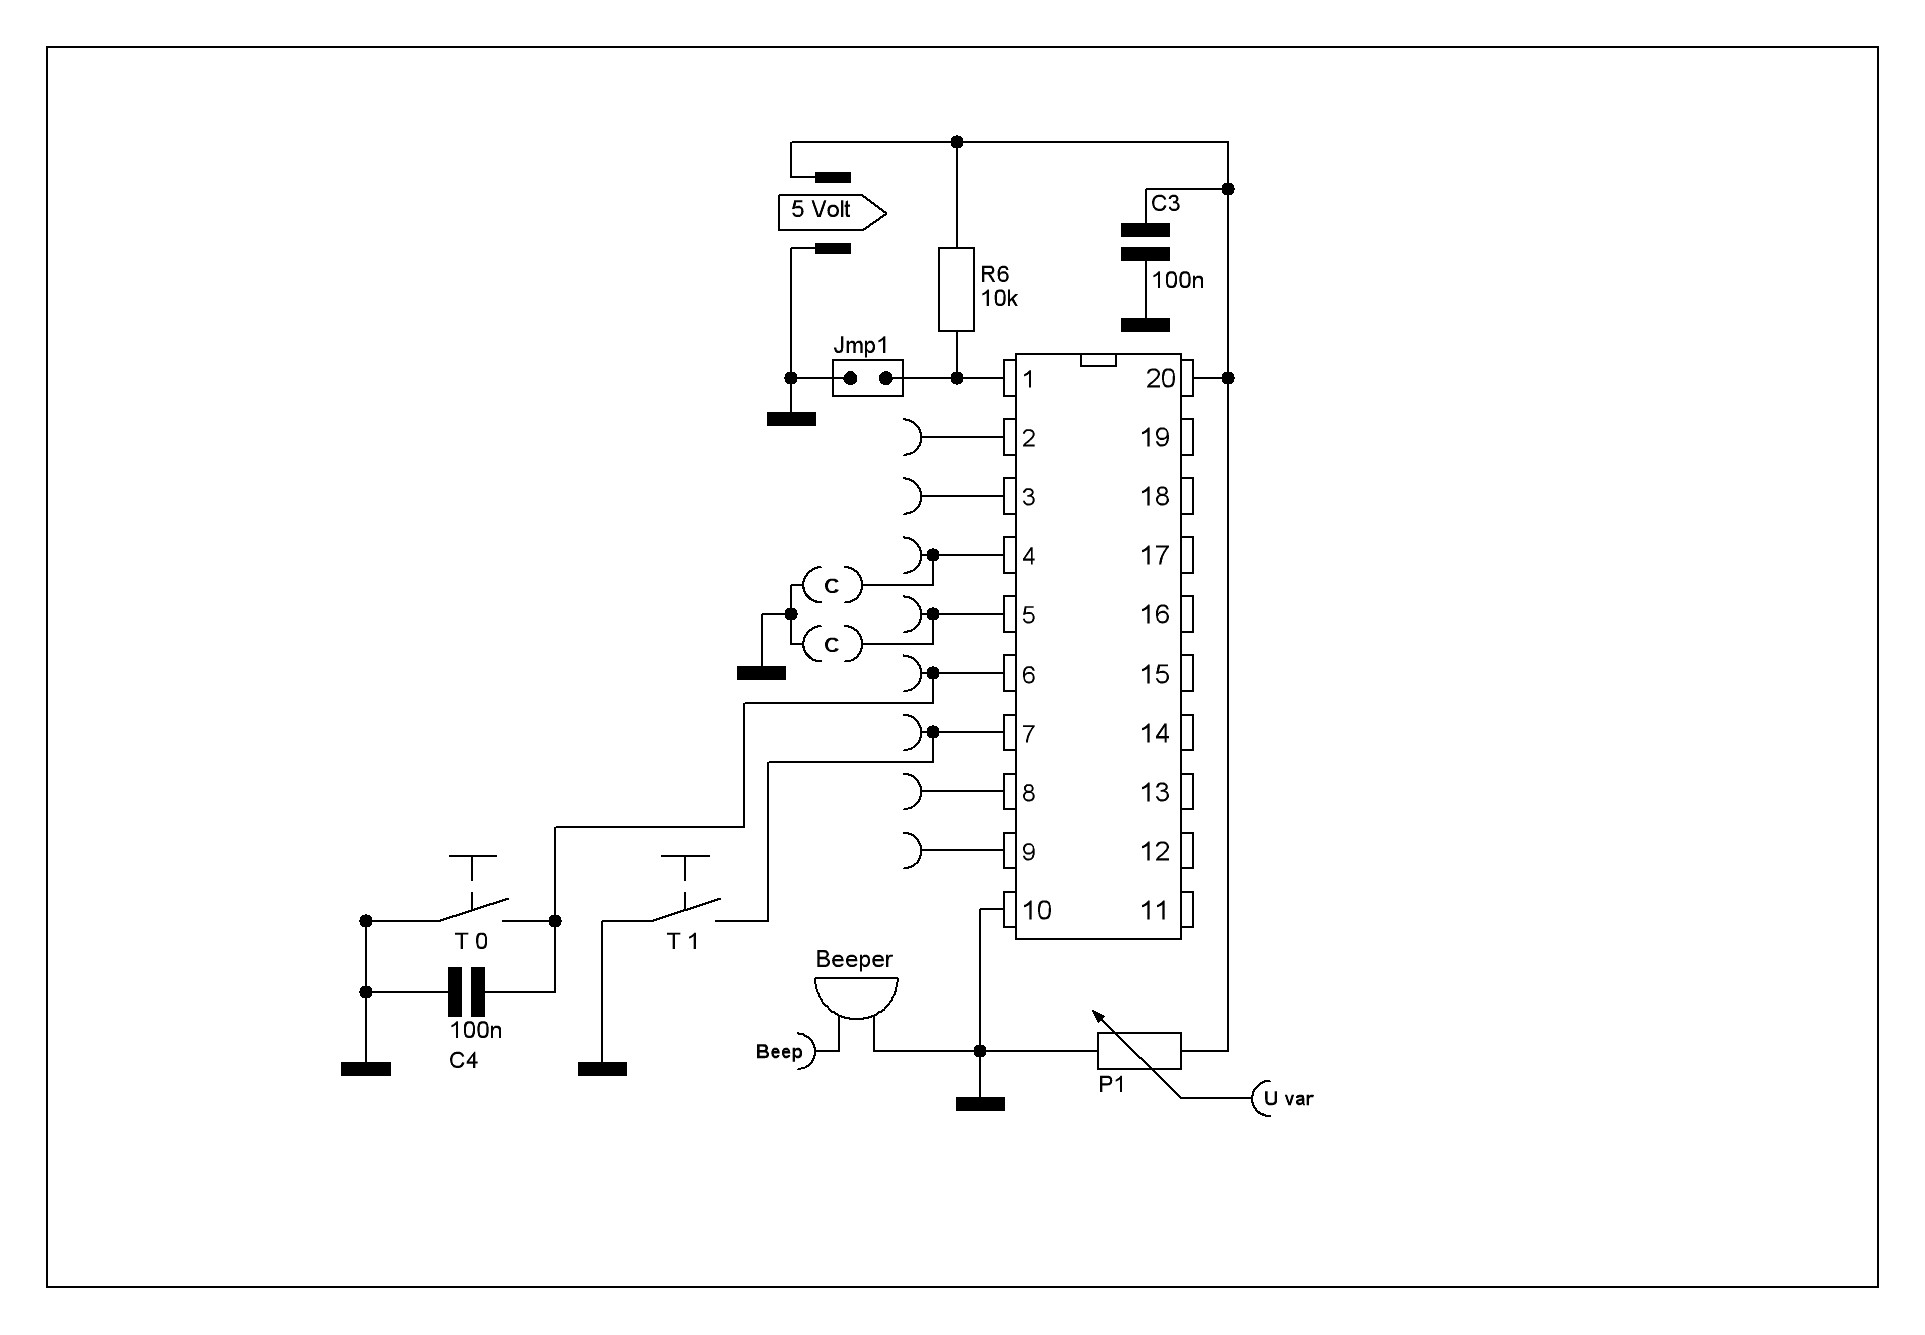 5 Volt
C3
100n
R6
10k
Jmp1
1 20
2 19
3 18
4 17
C
5 16
C
6 15
7 14
8 13
9 12
10 11
T 0
T 1
Beeper
100n
C4
Beep
P1
U var